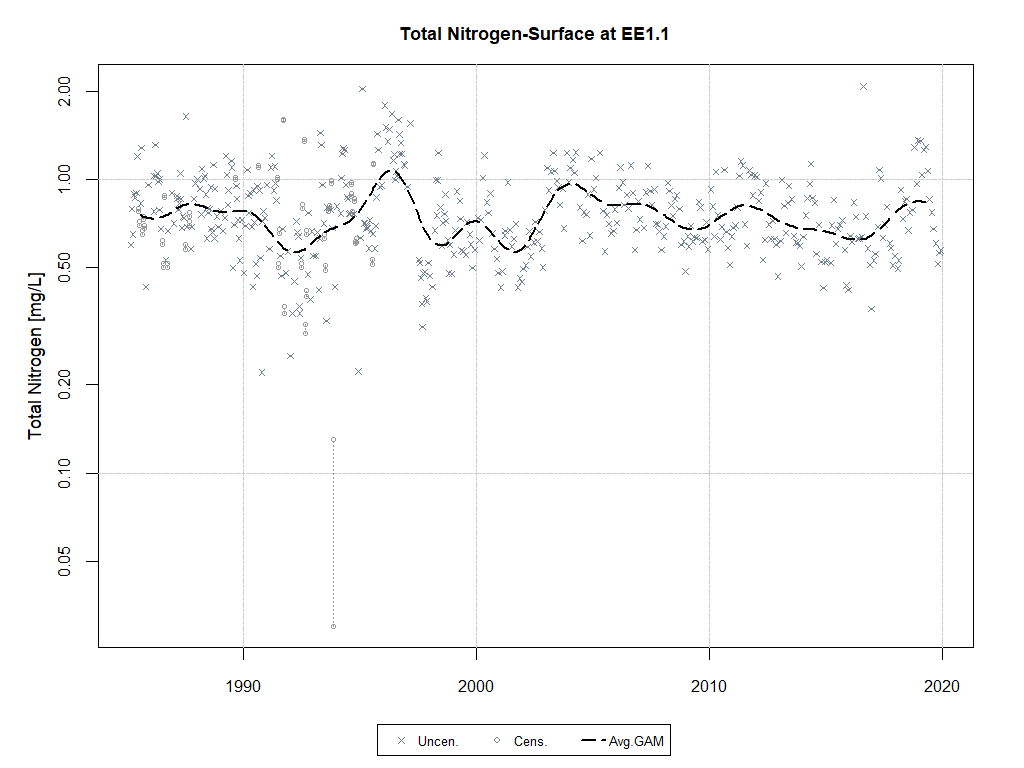 Total Nitrogen-Surface at EE1.1
Total Nitrogen [mg/L]
2.00
1.00
0.50
0.20
0.10
0.05
1990 2000 2010 2020
Uncen. Cens. Avg.GAM